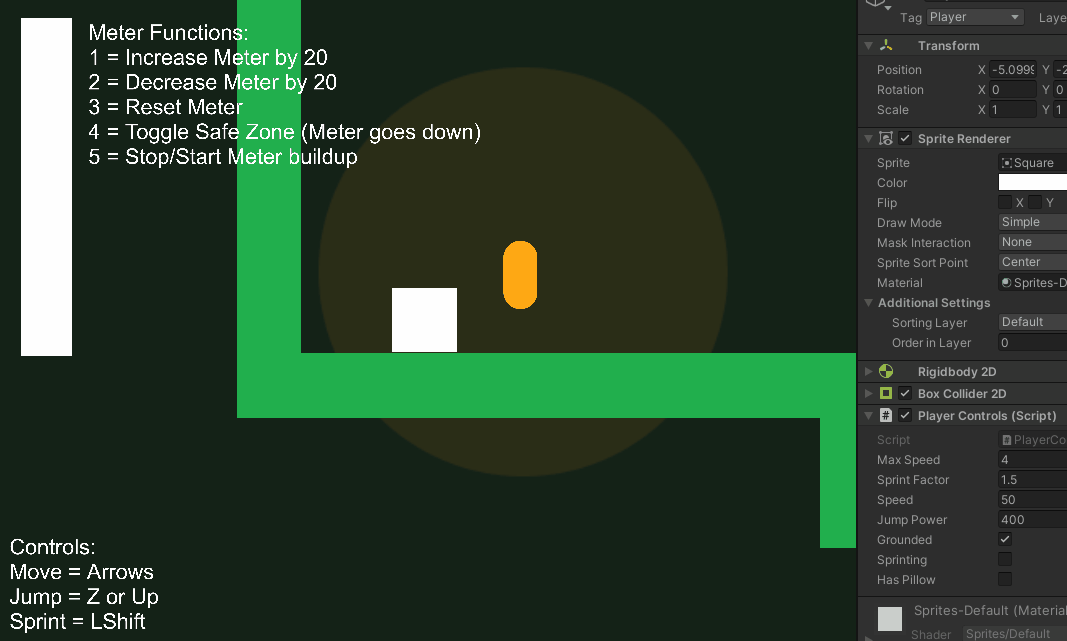 Meter Functions:
1 = Increase Meter by 20
2 = Decrease Meter by 20
3 = Reset Meter
4 = Toggle Safe Zone (Meter goes down)
5 = Stop/Start Meter buildup
Controls:
Move = Arrows
Jump = Z or Up
Sprint = LShift
Tag Player Laye
Transform
Position X -5.0999 Y -2
Rotation X 0 Y 0
Scale X 1 Y 1
Sprite Renderer
Sprite Square
Color
Flip X Y
Draw Mode Simple
Mask Interaction None
Sprite Sort Point Center
Material Sprites-D
Additional Settings
Sorting Layer Default
Order in Layer 0
Rigidbody 2D
Box Collider 2D
# Player Controls (Script)
Script # PlayerCo
Max Speed 4
Sprint Factor 1.5
Speed 50
Jump Power 400
Grounded
Sprinting
Has Pillow
Sprites-Default (Material
Shader Sprites/Default